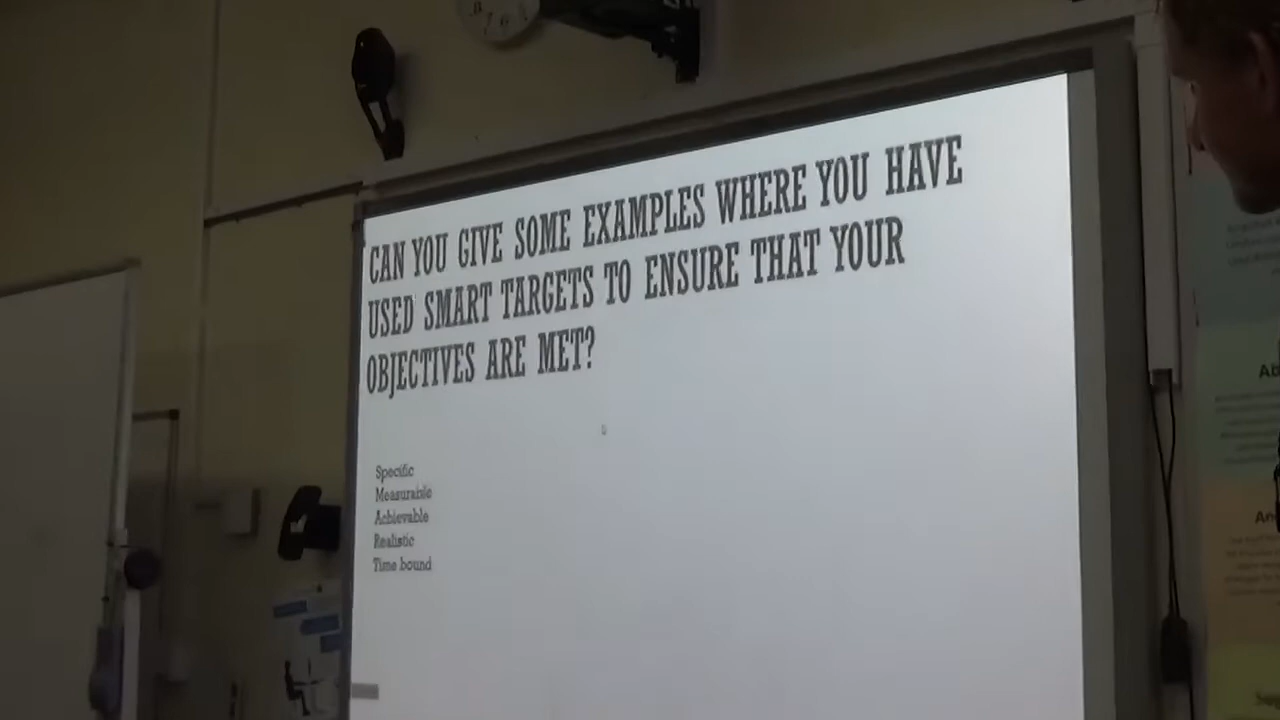 CAN YOU GIVE SOME EXAMPLES WHERE YOU HAVE
USED SMART TARGETS TO ENSURE THAT YOUR
OBJECTIVES ARE MET?
Specific
Measurable
Achievable
Realistic
Time bound